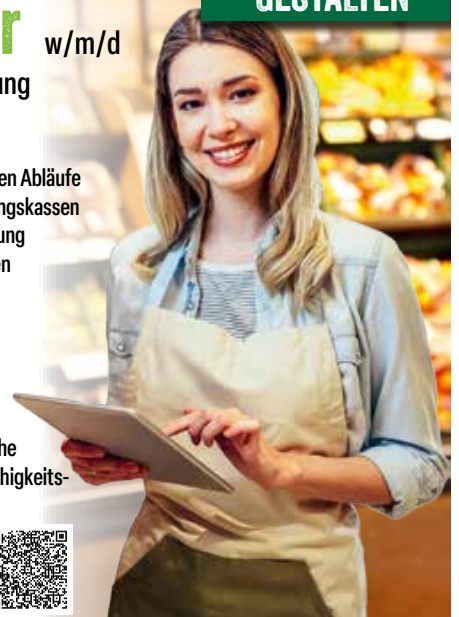 GESTALTEN
r w/m/d
ung
en Abläufe
ngskassen
ung
en
he
higkeits-